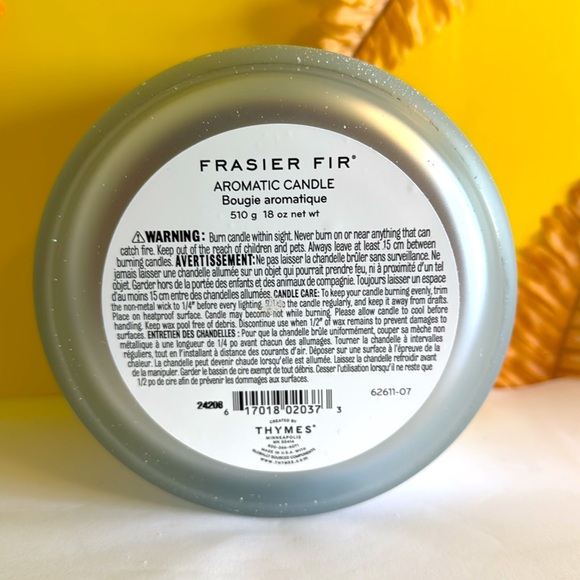 FRASIER FIR®
AROMATIC CANDLE
Bougie aromatique
510 g 18 oz net wt
⚠WARNING: Burn candle within sight. Never burn on or near anything that can
catch fire. Keep out of the reach of children and pets. Always leave at least 15 cm between
burning candles. AVERTISSEMENT: Ne pas laisser la chandelle brûler sans surveillance. Ne
jamais laisser une chandelle allumée sur un objet qui pourrait prendre feu, ni à proximité d'un tel
objet. Garder hors de la portée des enfants et des animaux de compagnie. Toujours laisser un espace
d'au moins 15 cm entre des chandelles allumées. CANDLE CARE: To keep your candle burning evenly, trim
the non-metal wick to 1/4" before every lighting. the candle regularly, and keep it away from drafts.
Place on heatproof surface. Candle may become hot while burning. Please allow candle to cool before
handling. Keep wax pool free of debris. Discontinue use when 1/2" of wax remains to prevent damages to
surfaces. ENTRETIEN DES CHANDELLES : Pour que la chandelle brûle uniformément, couper sa mèche non
métallique à une longueur de 1/4 po avant chacun des allumages. Tourner la chandelle à intervalles
réguliers, tout en l'installant à distance des courants d'air. Déposer sur une surface à l'épreuve de la
chaleur. La chandelle peut devenir chaude lorsqu'elle est allumée. Laissez la chandelle refroidir avant
de la manipuler. Garder le bassin de cire exempt de tout débris. Cesser l'utilisation lorsqu'il ne reste que
1/2 po de cire afin de prévenir les dommages aux surfaces.
62611-07
24206
6 17018 02037 3
CREATED BY
THYMES®
MINNEAPOLIS
MN 55414
MADE IN U.S.A. WITH
GLOBALLY SOURCED COMPONENTS
WWW.THYMES.COM